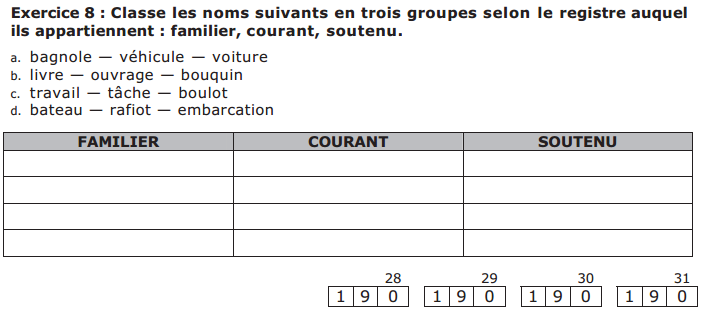 Exercice 8 : Classe les noms suivants en trois groupes selon le registre auquel
ils appartiennent : familier, courant, soutenu.
a. bagnole — véhicule — voiture
b. livre — ouvrage — bouquin
c. travail — tâche — boulot
d. bateau — rafiot — embarcation
FAMILIER COURANT SOUTENU
28 29 30 31
1 9 0 1 9 0 1 9 0 1 9 0